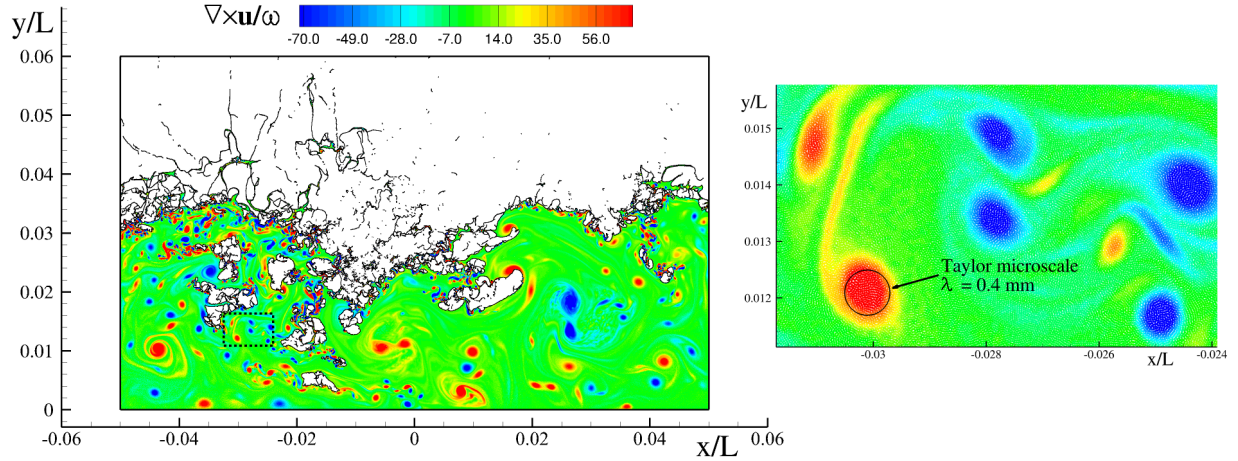 ∇×u/ω
-70.0 -49.0 -28.0 -7.0 14.0 35.0 56.0
y/L
0.06
0.05
0.04
0.03
0.02
0.01
0
-0.06 -0.04 -0.02 0 0.02 0.04 0.06
x/L
y/L
0.015
0.014
0.013
0.012
Taylor microscale
λ = 0.4 mm
-0.03 -0.028 -0.026 -0.024
x/L